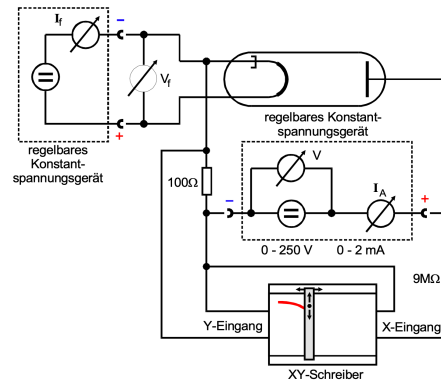 If
−
Vf
+
regelbares
Konstant-
spannungsgerät
regelbares Konstant-
spannungsgerät
100Ω
−
V
IA
+
0 - 250 V
0 - 2 mA
9MΩ
Y-Eingang
X-Eingang
XY-Schreiber